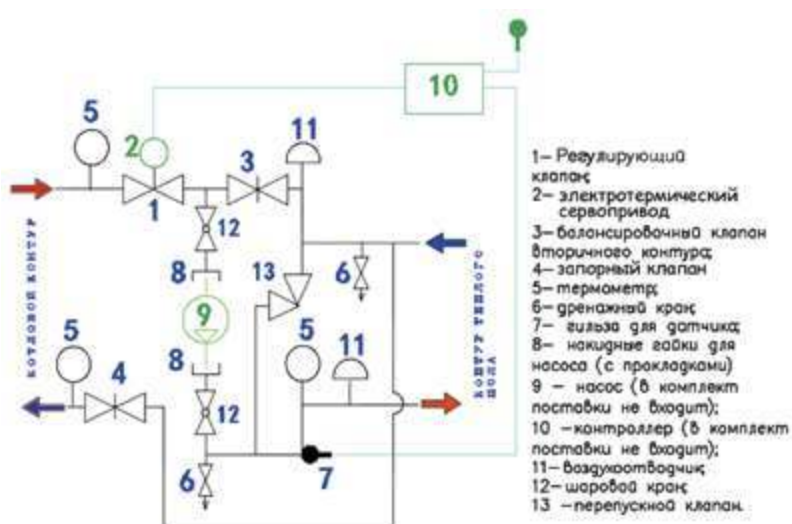 10
5
2
11
3
1
12
8
13
6
9
5
5
11
8
4
12
6
7
КОТЛОВОЙ КОНТУР
КОНТУР ТЕПЛОГО
ПОЛА
1– Регулирующий
клапан;
2– электротермический
сервопривод
3–балансировочный клапан
вторичного контура;
4–запорный клапан
5–термометр;
6–дренажный кран;
7– гильза для датчика;
8– накидные гайки для
насоса (с прокладками)
9 – насос (в комплект
поставки не входит);
10 –контроллер (в комплект
поставки не входит);
11–воздухоотводчик;
12–шаровой кран;
13 –перепускной клапан.